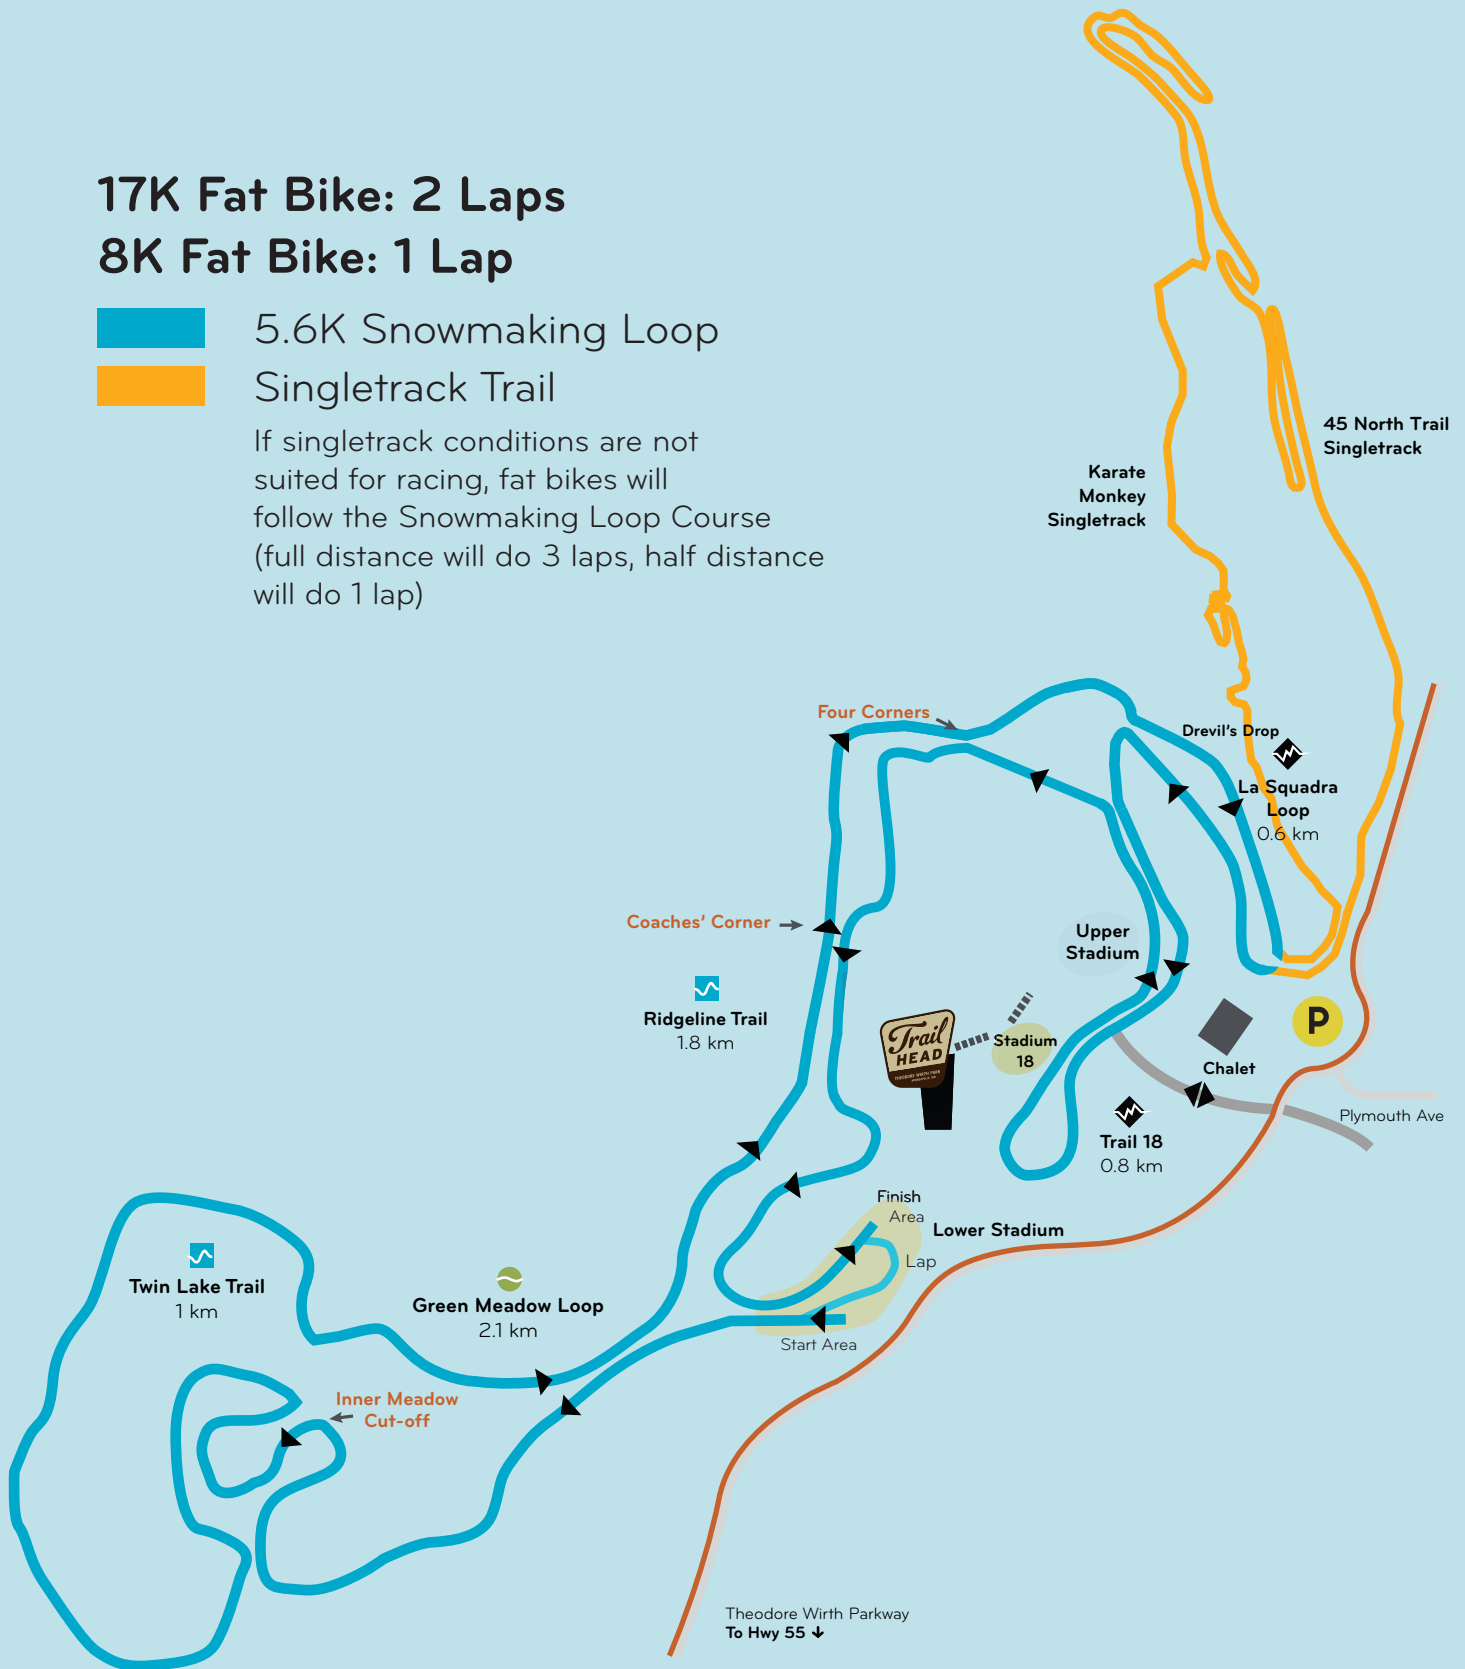 17K Fat Bike: 2 Laps
8K Fat Bike: 1 Lap
5.6K Snowmaking Loop
Singletrack Trail
If singletrack conditions are not
suited for racing, fat bikes will
follow the Snowmaking Loop Course
(full distance will do 3 laps, half distance
will do 1 lap)
45 North Trail
Singletrack
Karate
Monkey
Singletrack
Four Corners
Drevil's Drop
La Squadra
Loop
0.6 km
Coaches' Corner
Upper
Stadium
Ridgeline Trail
1.8 km
Trail
HEAD
THEODORE WIRTH PARK
Stadium
18
P
Chalet
Plymouth Ave
Trail 18
0.8 km
Finish
Area
Lower Stadium
Lap
Start Area
Twin Lake Trail
1 km
Green Meadow Loop
2.1 km
Inner Meadow
Cut-off
Theodore Wirth Parkway
To Hwy 55